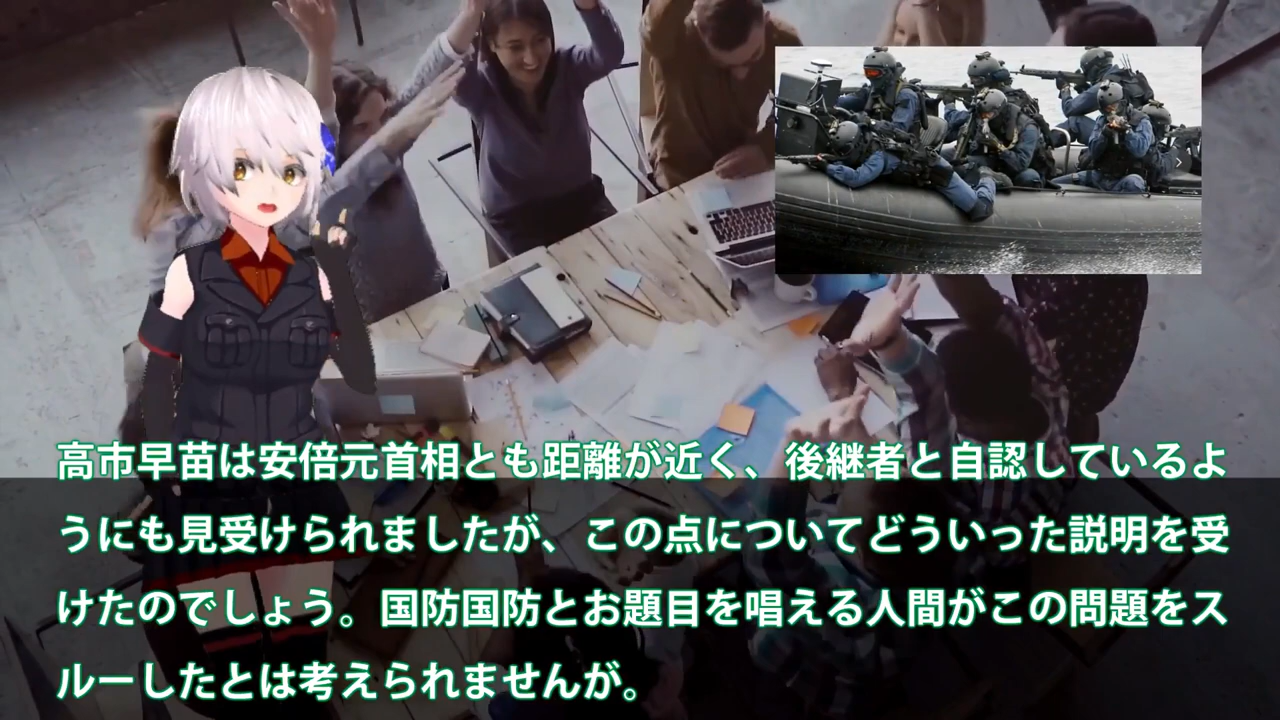 高市早苗は安倍元首相とも距離が近く、後継者と自認しているよ
うにも見受けられましたが、この点についてどういった説明を受
けたのでしょう。国防国防とお題目を唱える人間がこの問題をス
ルーしたとは考えられませんが。